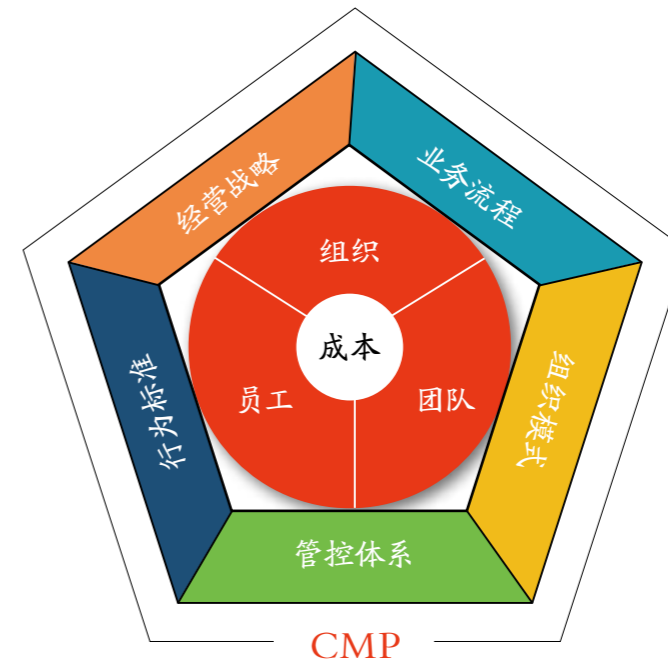 经营战略
业务流程
组织
成本
员工
团队
行为标准
组织模式
管控体系
CMP